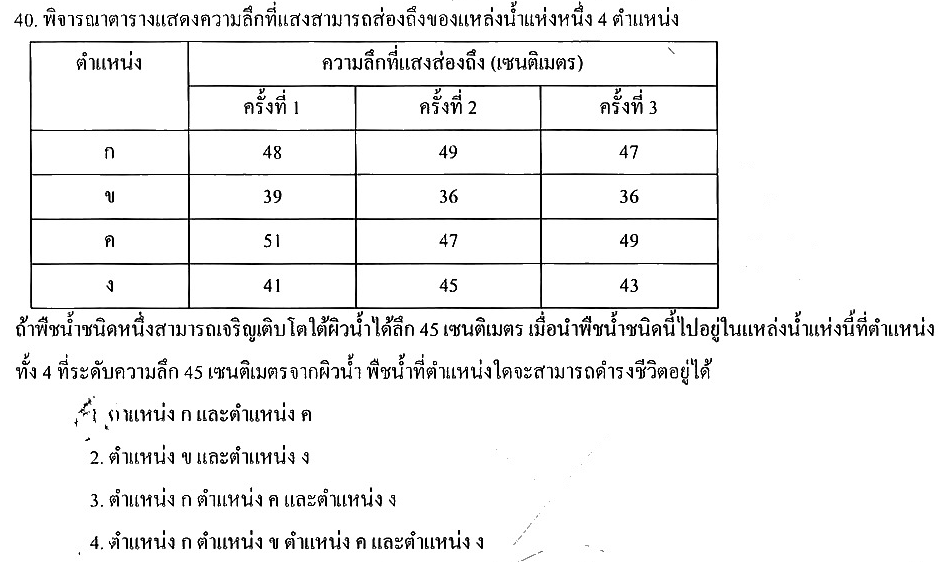 40. พิจารณาตารางแสดงความลึกที่แสงสามารถส่องถึงของแหล่งน้ำแห่งหนึ่ง 4 ตำแหน่ง
ตำแหน่ง ความลึกที่แสงส่องถึง (เซนติเมตร)
ครั้งที่ 1 ครั้งที่ 2 ครั้งที่ 3
ก 48 49 47
ข 39 36 36
ค 51 47 49
ง 41 45 43
ถ้าพืชน้ำชนิดหนึ่งสามารถเจริญเติบโตใต้ผิวน้ำได้ลึก 45 เซนติเมตร เมื่อนำพืชน้ำชนิดนี้ไปอยู่ในแหล่งน้ำแห่งนี้ที่ตำแหน่ง
ทั้ง 4 ที่ระดับความลึก 45 เซนติเมตรจากผิวน้ำ พืชน้ำที่ตำแหน่งใดจะสามารถดำรงชีวิตอยู่ได้
ตำแหน่ง ก และตำแหน่ง ค
2. ตำแหน่ง ข และตำแหน่ง ง
3. ตำแหน่ง ก ตำแหน่ง ค และตำแหน่ง ง
4. ตำแหน่ง ก ตำแหน่ง ข ตำแหน่ง ค และตำแหน่ง ง